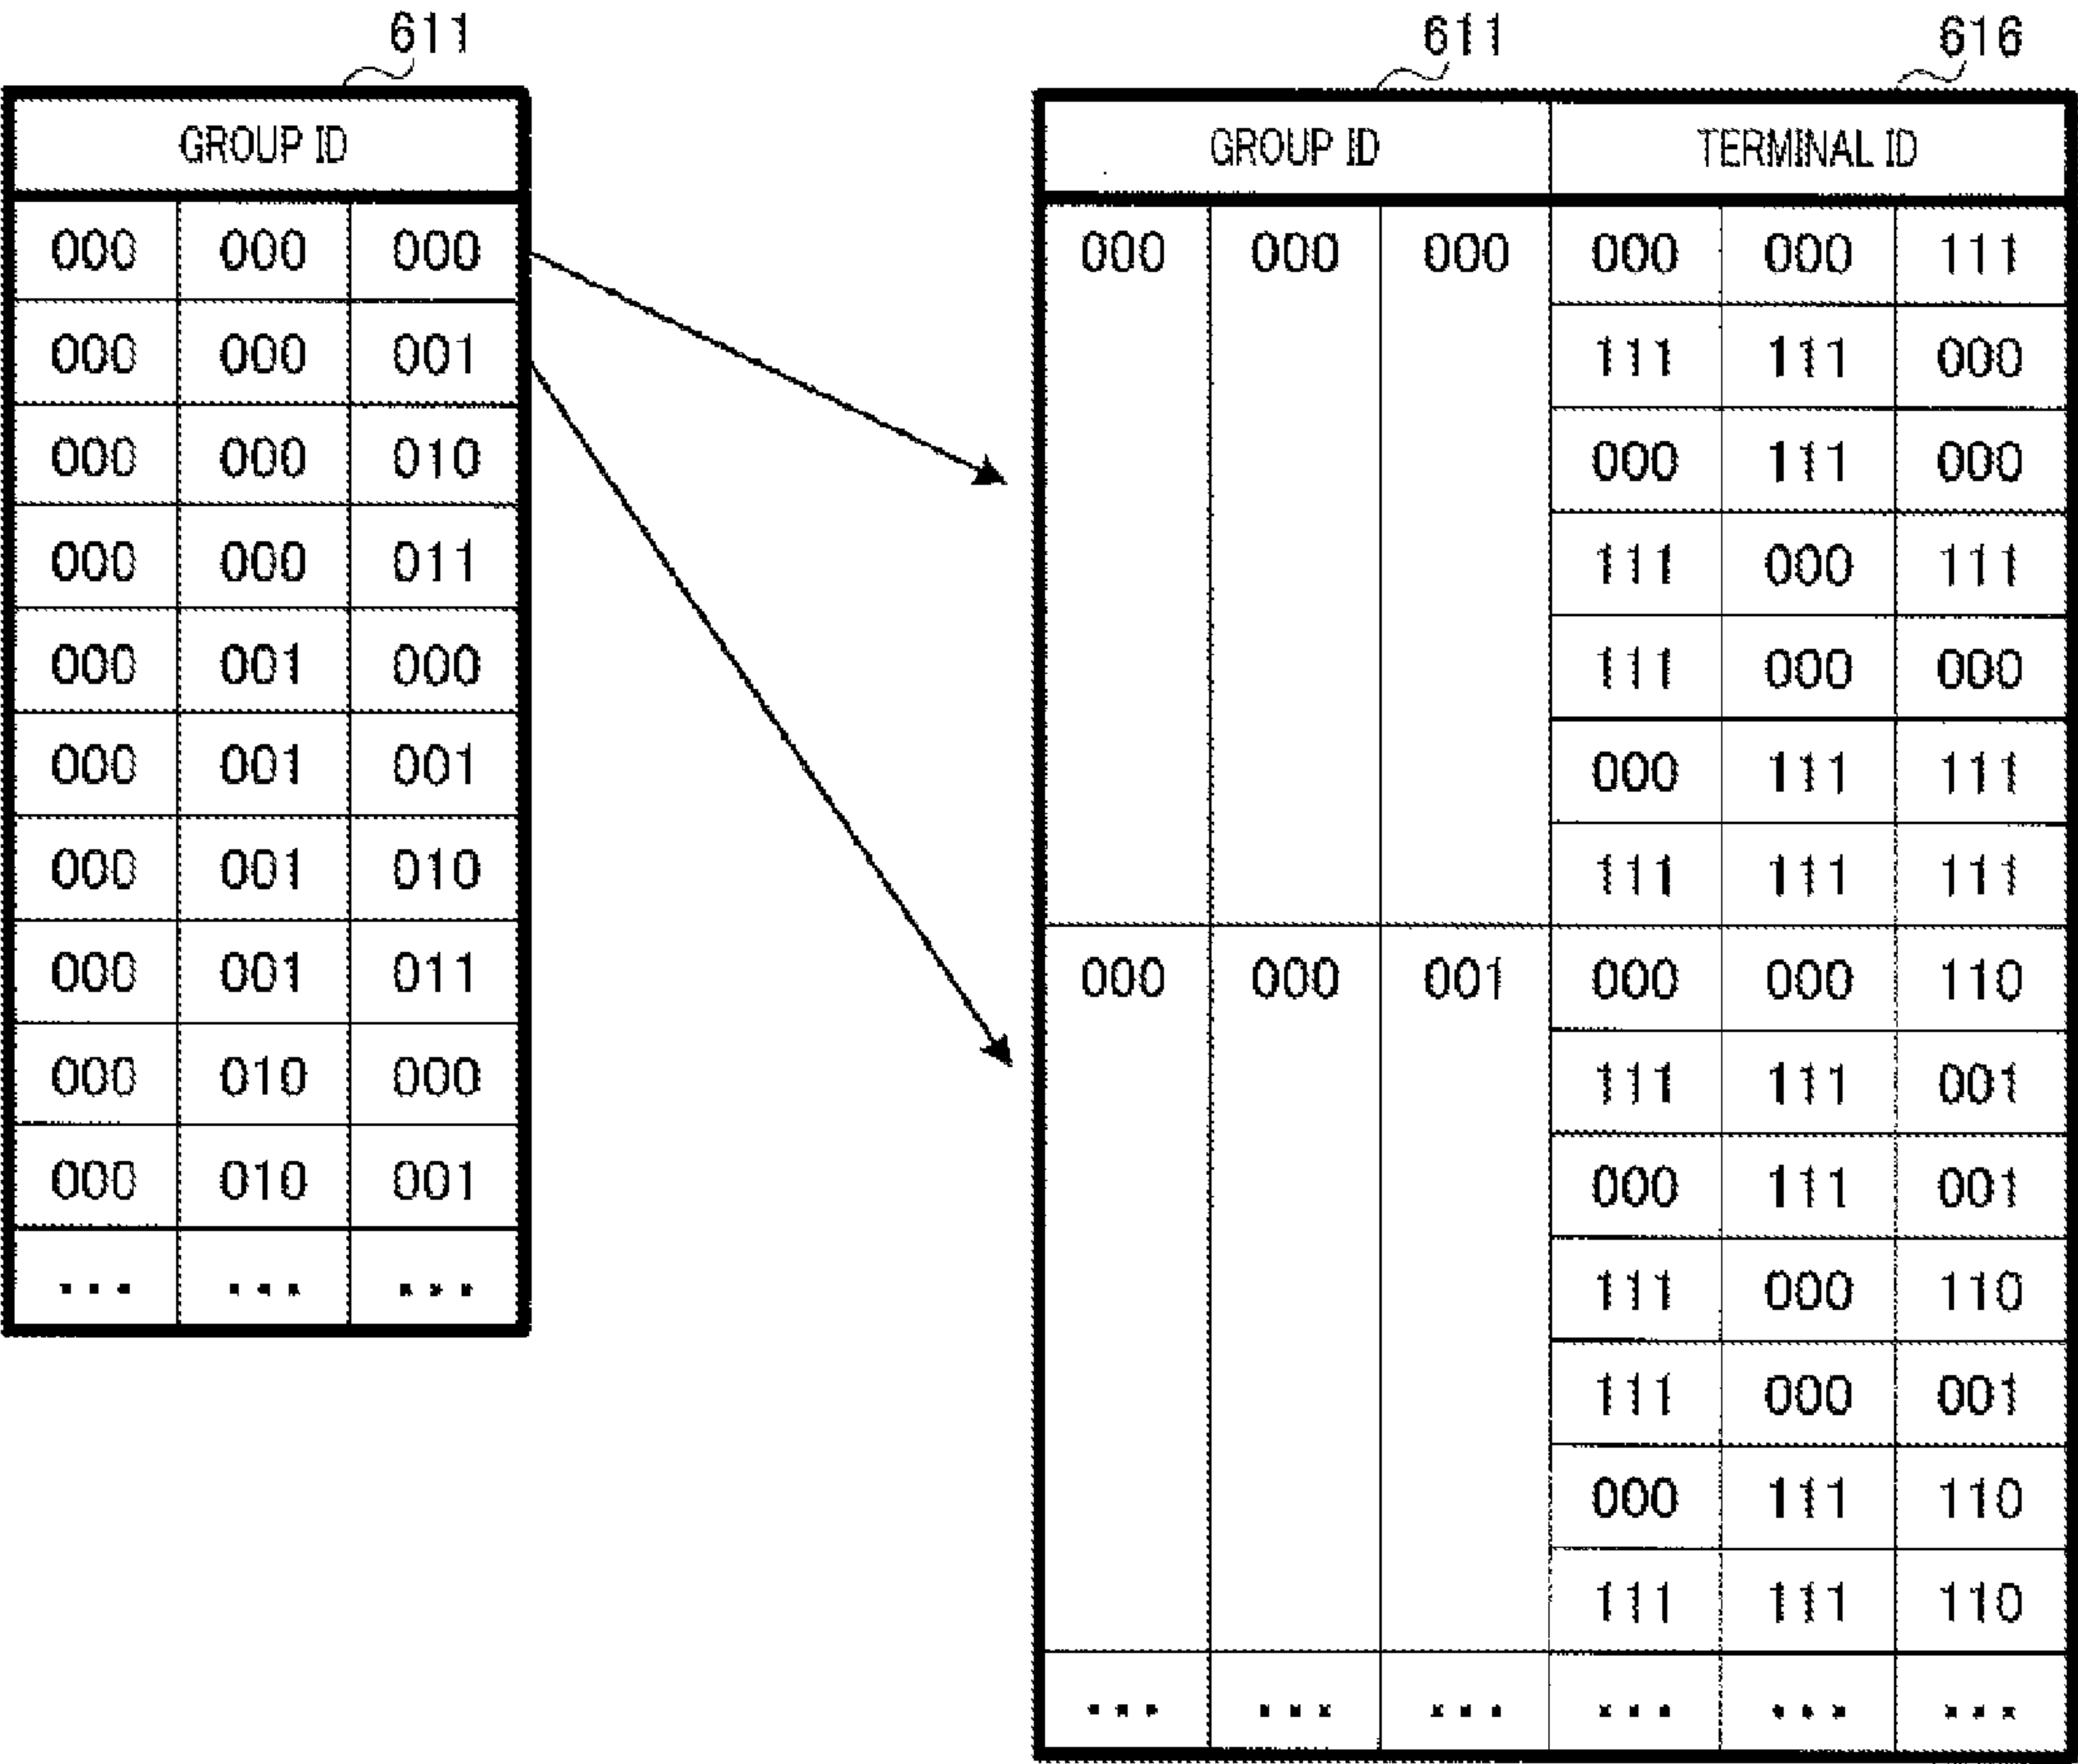 611
GROUP ID
000 000 000
000 000 001
000 000 010
000 000 011
000 001 000
000 001 001
000 001 010
000 001 011
000 010 000
000 010 001
... ... ...
611 616
GROUP ID TERMINAL ID
000 000 000 000 000 111
111 111 000
000 111 000
111 000 111
111 000 000
000 111 111
111 111 111
000 000 001 000 000 110
111 111 001
000 111 001
111 000 110
111 000 001
000 111 110
111 111 110
... ... ... ... ... ...